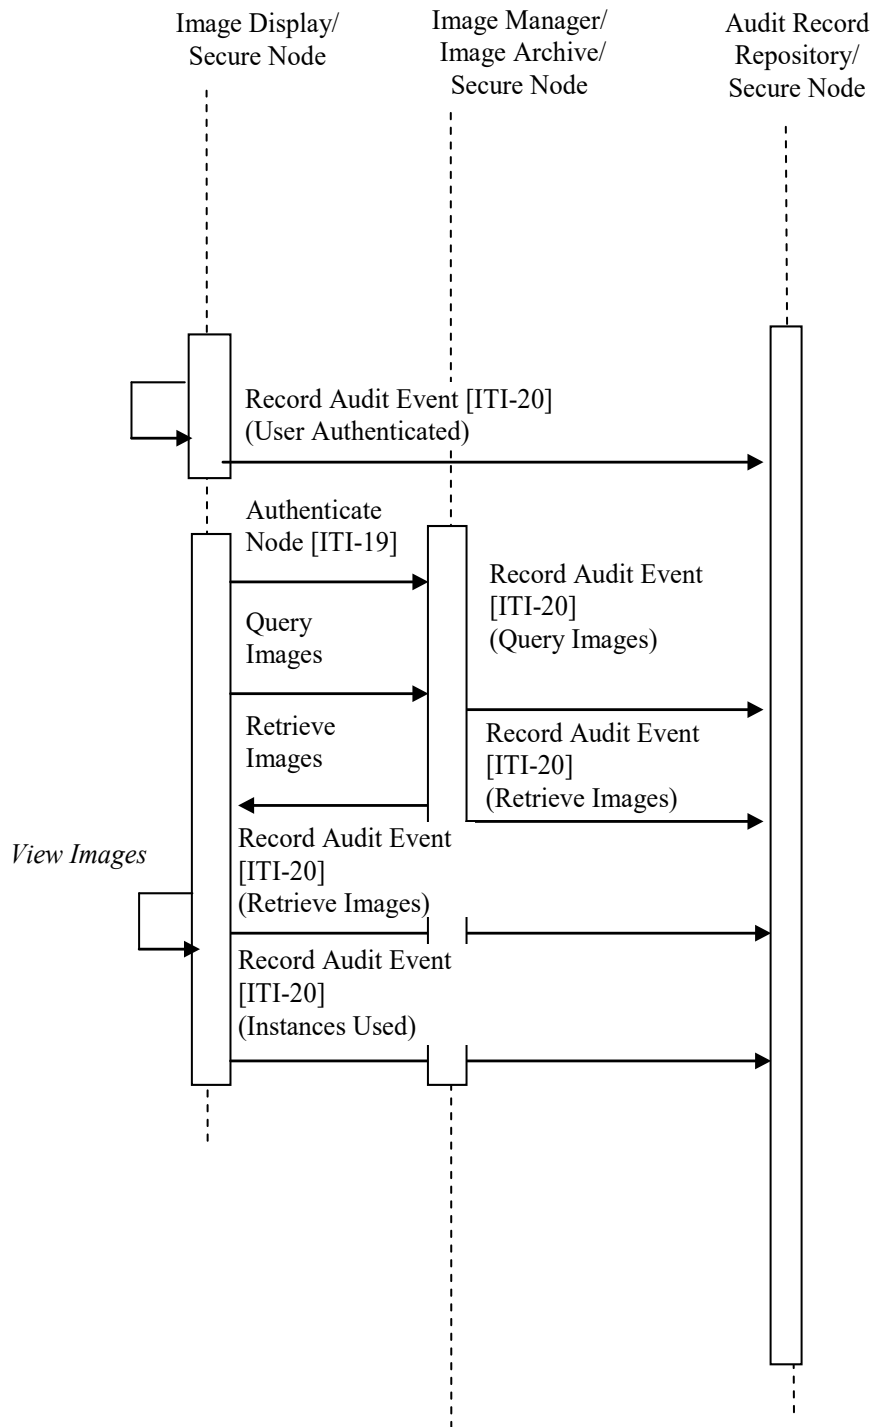 Image Display/
Secure Node
Image Manager/
Image Archive/
Secure Node
Audit Record
Repository/
Secure Node
Record Audit Event [ITI-20]
(User Authenticated)
Authenticate
Node [ITI-19]
Record Audit Event
[ITI-20]
(Query Images)
Query
Images
Retrieve
Images
Record Audit Event
[ITI-20]
(Retrieve Images)
View Images
Record Audit Event
[ITI-20]
(Retrieve Images)
Record Audit Event
[ITI-20]
(Instances Used)